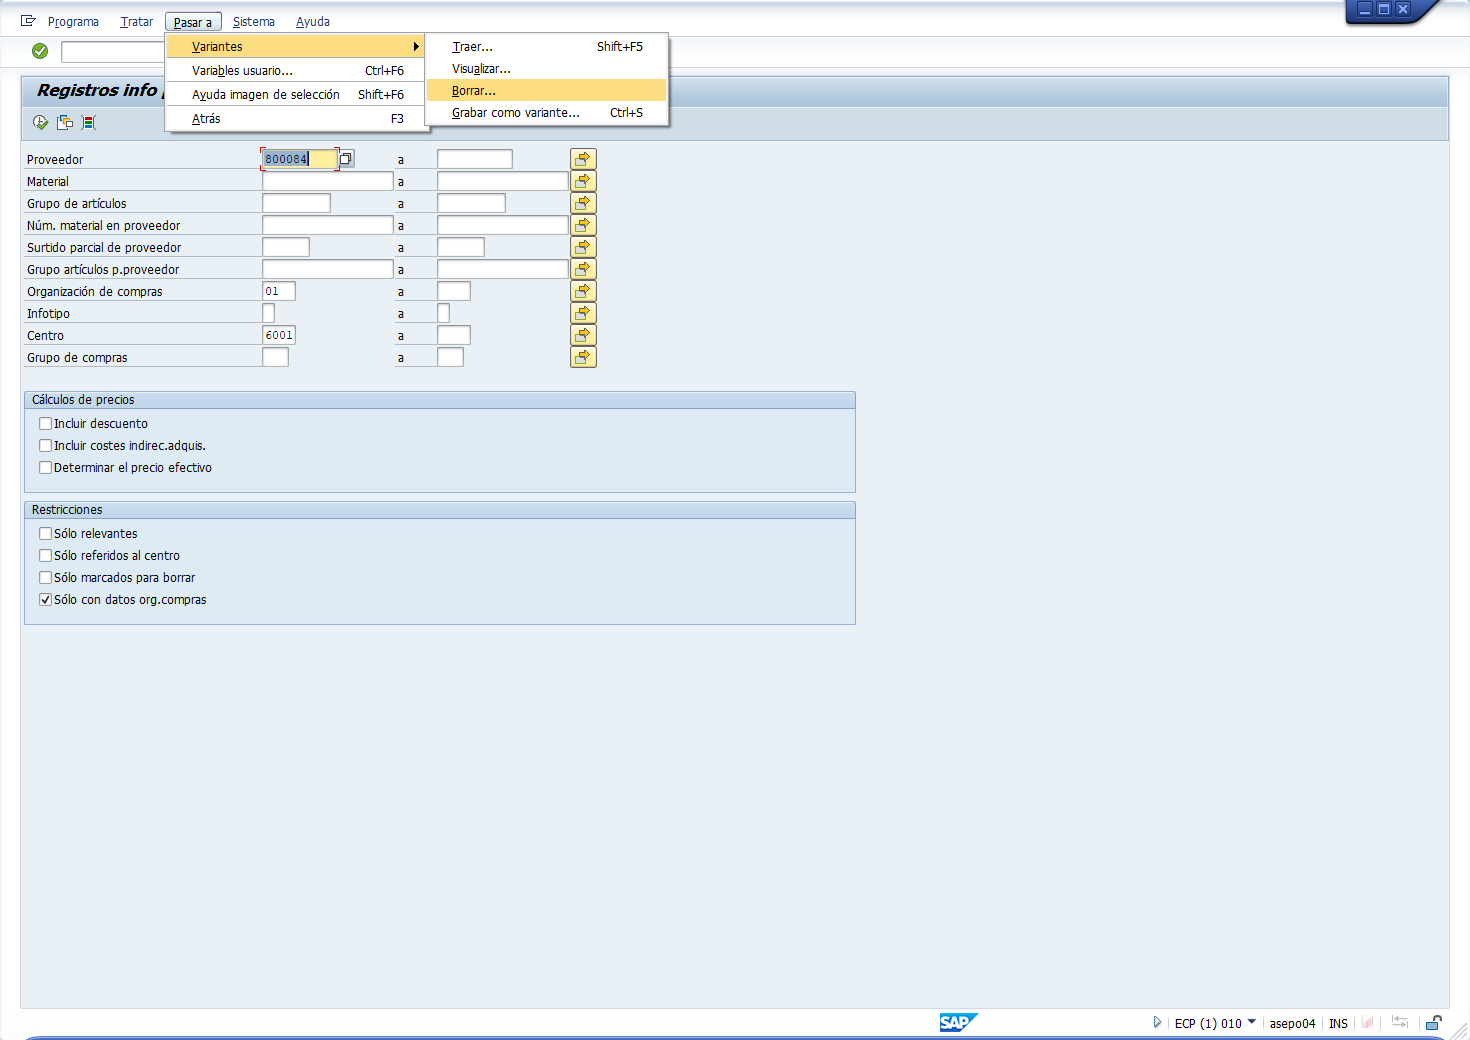 Programa Tratar Pasar a Sistema Ayuda
Variantes
Variables usuario... Ctrl+F6
Ayuda imagen de selección Shift+F6
Atrás F3
Traer... Shift+F5
Visualizar...
Borrar...
Grabar como variante... Ctrl+S
Registros info
Proveedor 800084 a
Material a
Grupo de artículos a
Núm. material en proveedor a
Surtido parcial de proveedor a
Grupo artículos p.proveedor a
Organización de compras 01 a
Infotipo a
Centro 6001 a
Grupo de compras a
Cálculos de precios
Incluir descuento
Incluir costes indirec.adquis.
Determinar el precio efectivo
Restricciones
Sólo relevantes
Sólo referidos al centro
Sólo marcados para borrar
Sólo con datos org.compras
SAP ECP (1) 010 asepo04 INS